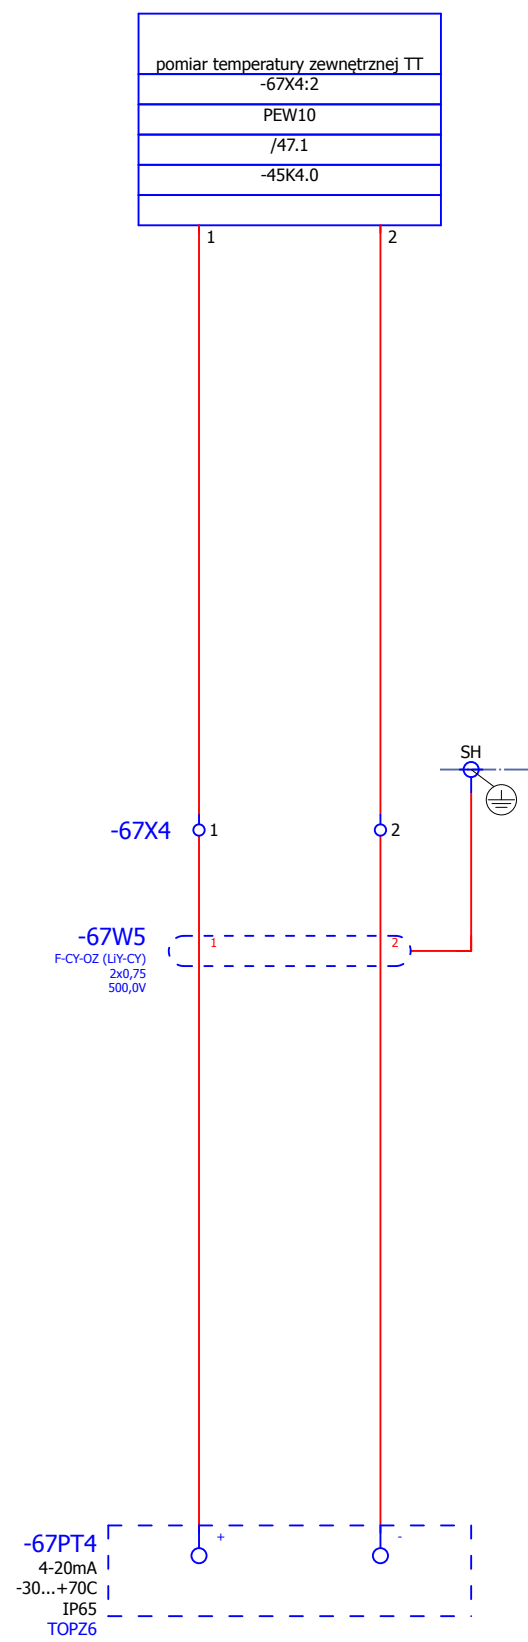 pomiar temperatury zewnętrznej TT
-67X4:2
PEW10
/47.1
-45K4.0
1
2
SH
-67X4
1
2
-67W5
1
2
F-CY-OZ (LiY-CY)
2x0,75
500,0V
-67PT4
+
-
4-20mA
-30...+70C
IP65
TOPZ6